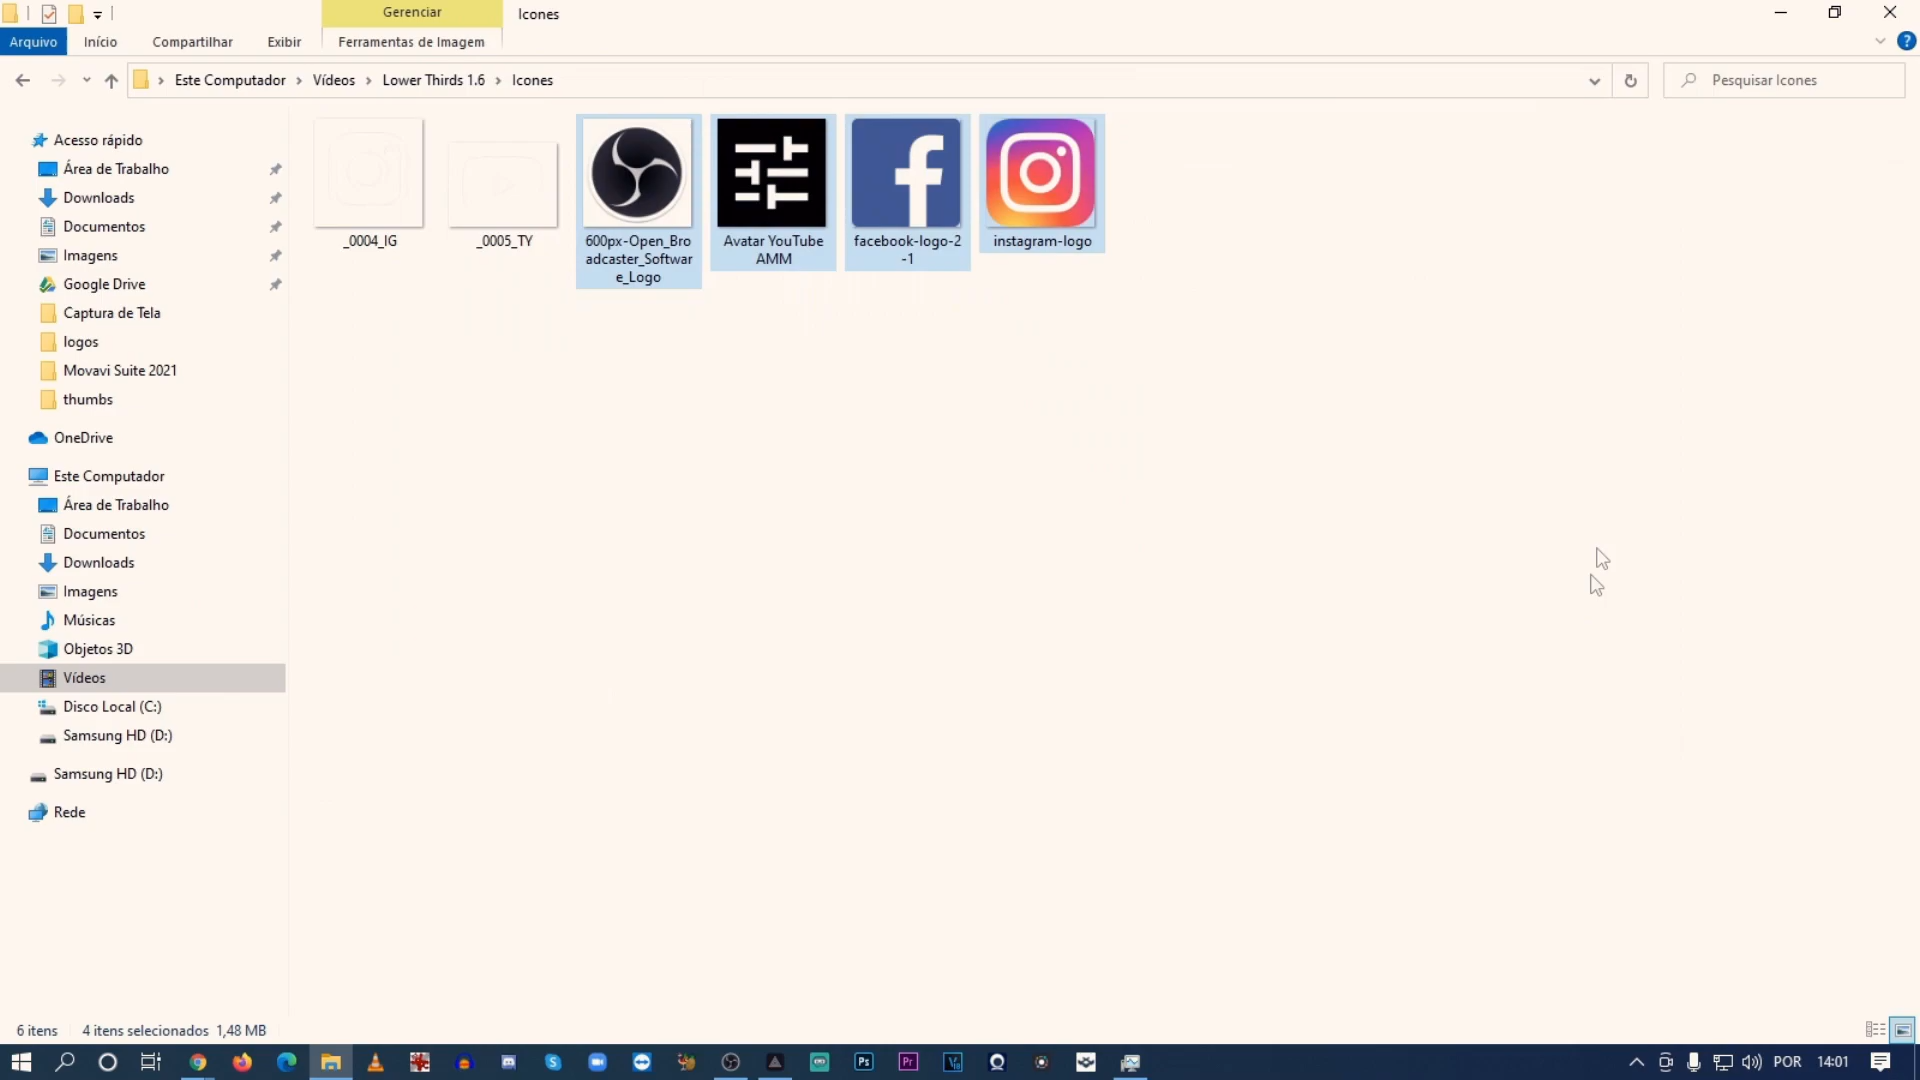 Gerenciar
Icones
Arquivo
Início
Compartilhar
Exibir
Ferramentas de Imagem
Este Computador
Vídeos
Lower Thirds 1.6
Icones
Pesquisar Icones
Acesso rápido
Área de Trabalho
Downloads
Documentos
Imagens
Google Drive
Captura de Tela
logos
Movavi Suite 2021
thumbs
OneDrive
Este Computador
Área de Trabalho
Documentos
Downloads
Imagens
Músicas
Objetos 3D
Vídeos
Disco Local (C:)
Samsung HD (D:)
Samsung HD (D:)
Rede
_0004_IG
_0005_TY
600px-Open_Bro
adcaster_Softwar
e_Logo
Avatar YouTube
AMM
facebook-logo-2
-1
instagram-logo
6 itens
4 itens selecionados 1,48 MB
Ps
Pr
POR
14:01